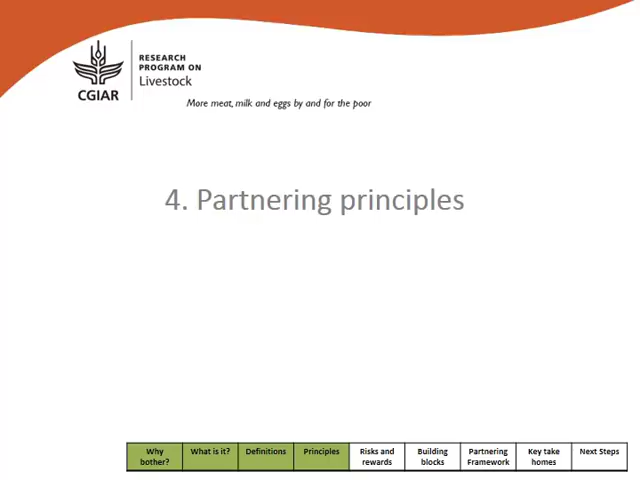 RESEARCH
PROGRAM ON
Livestock
CGIAR
More meat, milk and eggs by and for the poor
4. Partnering principles
Why bother?
What is it?
Definitions
Principles
Risks and rewards
Building blocks
Partnering Framework
Key take homes
Next Steps